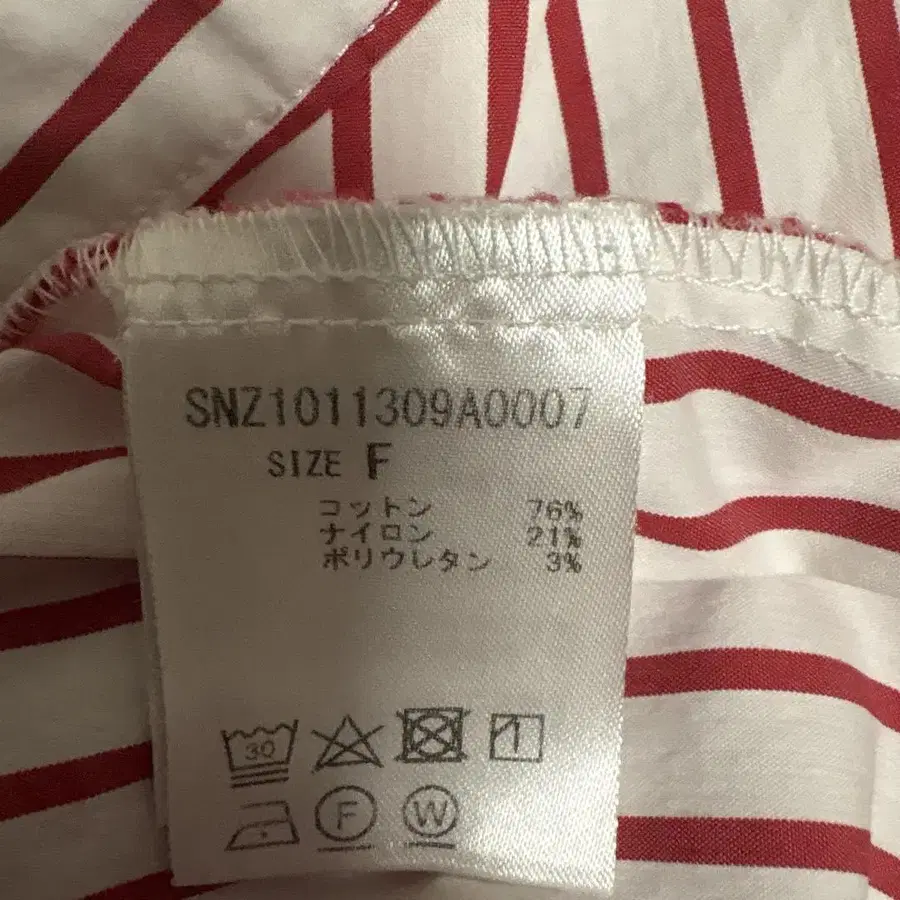 SNZ1011309A0007
SIZE F
コットン 76%
ナイロン 21%
ポリウレタン 3%
30
F W